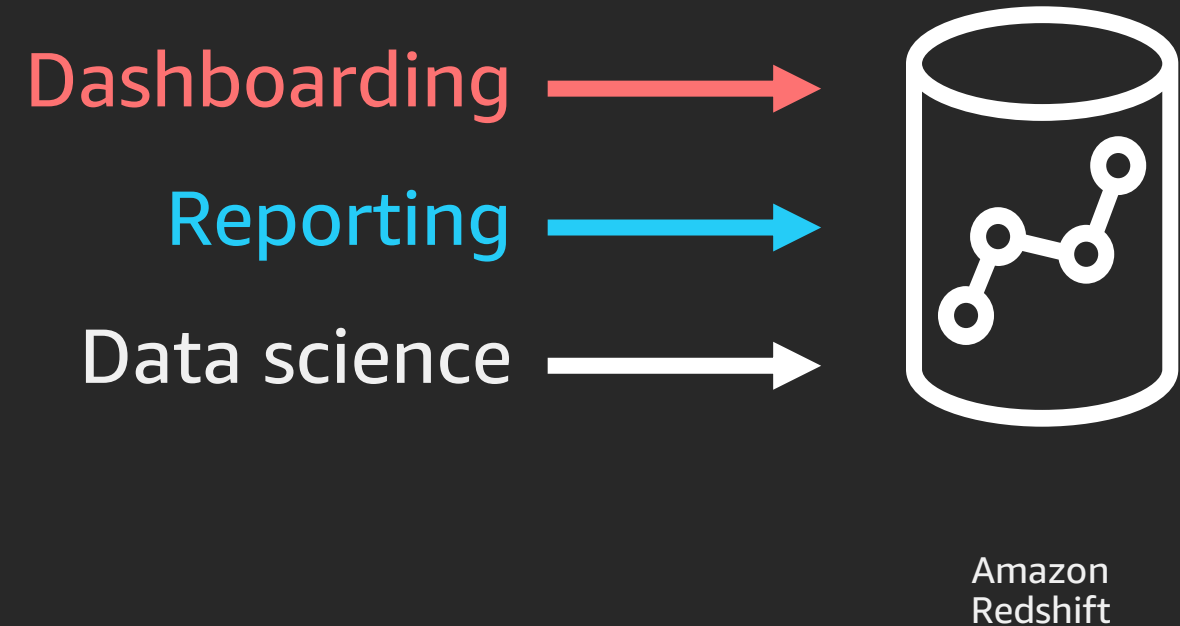 Dashboarding
Reporting
Data science
Amazon
Redshift